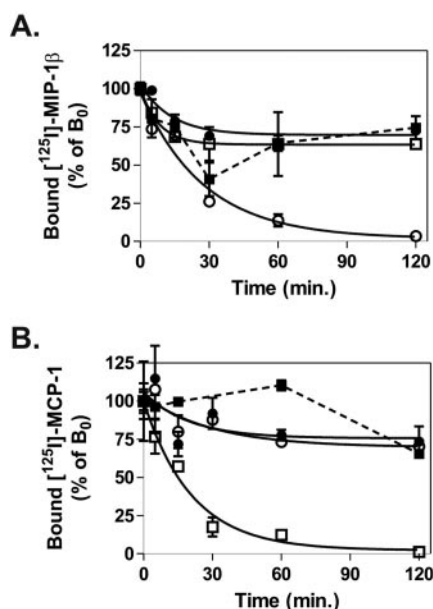 A.
Bound [¹²⁵I]-MIP-1β
(% of B₀)
125
100
75
50
25
0
0 30 60 90 120
Time (min.)
B.
Bound [¹²⁵I]-MCP-1
(% of B₀)
125
100
75
50
25
0
0 30 60 90 120
Time (min.)